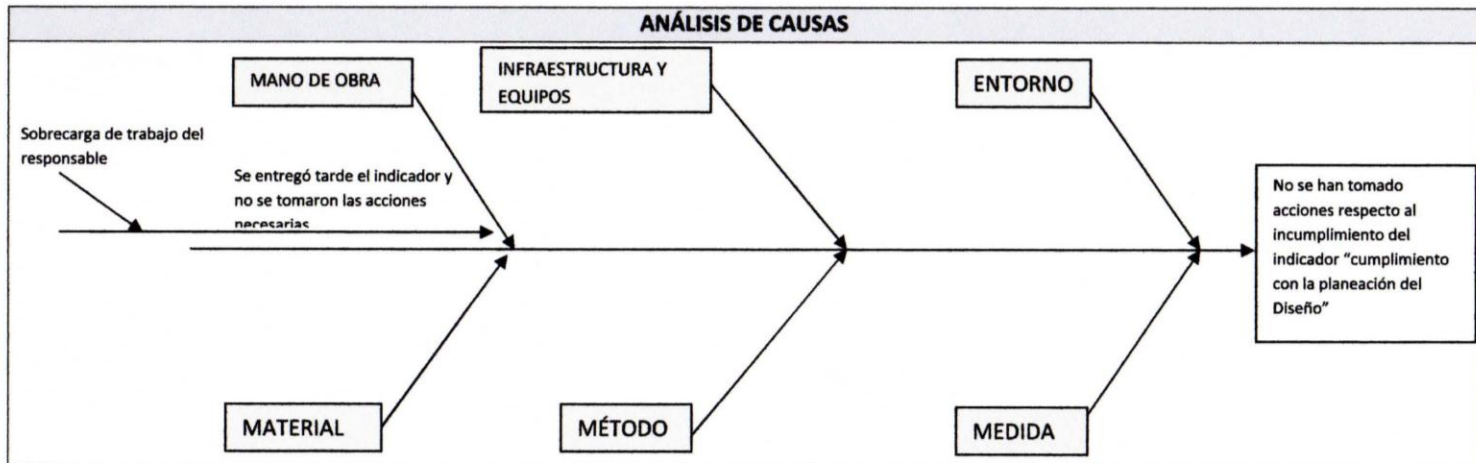 ANÁLISIS DE CAUSAS
MANO DE OBRA
INFRAESTRUCTURA Y
EQUIPOS
ENTORNO
Sobrecarga de trabajo del
responsable
Se entregó tarde el indicador y
no se tomaron las acciones
necesarias
No se han tomado
acciones respecto al
incumplimiento del
indicador “cumplimiento
con la planeación del
Diseño”
MATERIAL
MÉTODO
MEDIDA